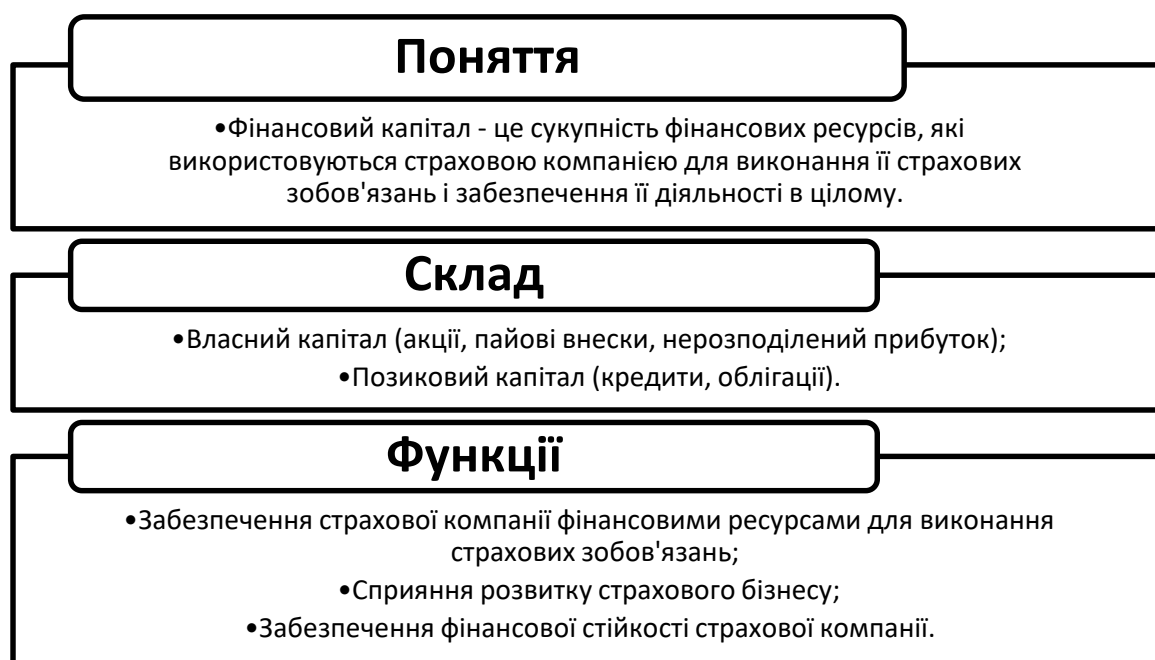 Поняття
•Фінансовий капітал - це сукупність фінансових ресурсів, які
використовуються страховою компанією для виконання її страхових
зобов'язань і забезпечення її діяльності в цілому.
Склад
•Власний капітал (акції, пайові внески, нерозподілений прибуток);
•Позиковий капітал (кредити, облігації).
Функції
•Забезпечення страхової компанії фінансовими ресурсами для виконання
страхових зобов'язань;
•Сприяння розвитку страхового бізнесу;
•Забезпечення фінансової стійкості страхової компанії.